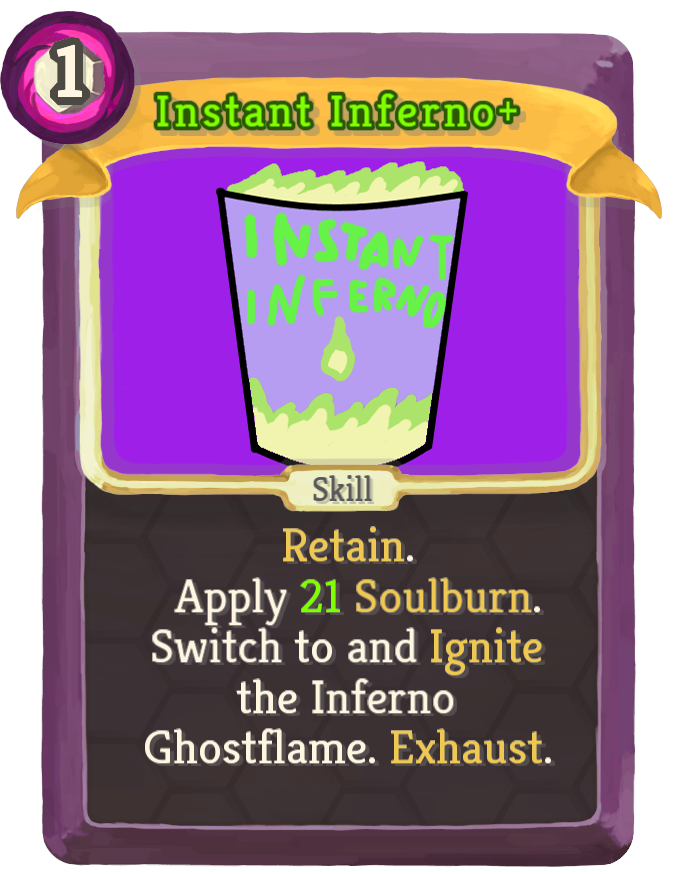 1
Instant Inferno+
INSTANT
INFERNO
Skill
Retain.
Apply 21 Soulburn.
Switch to and Ignite
the Inferno
Ghostflame. Exhaust.